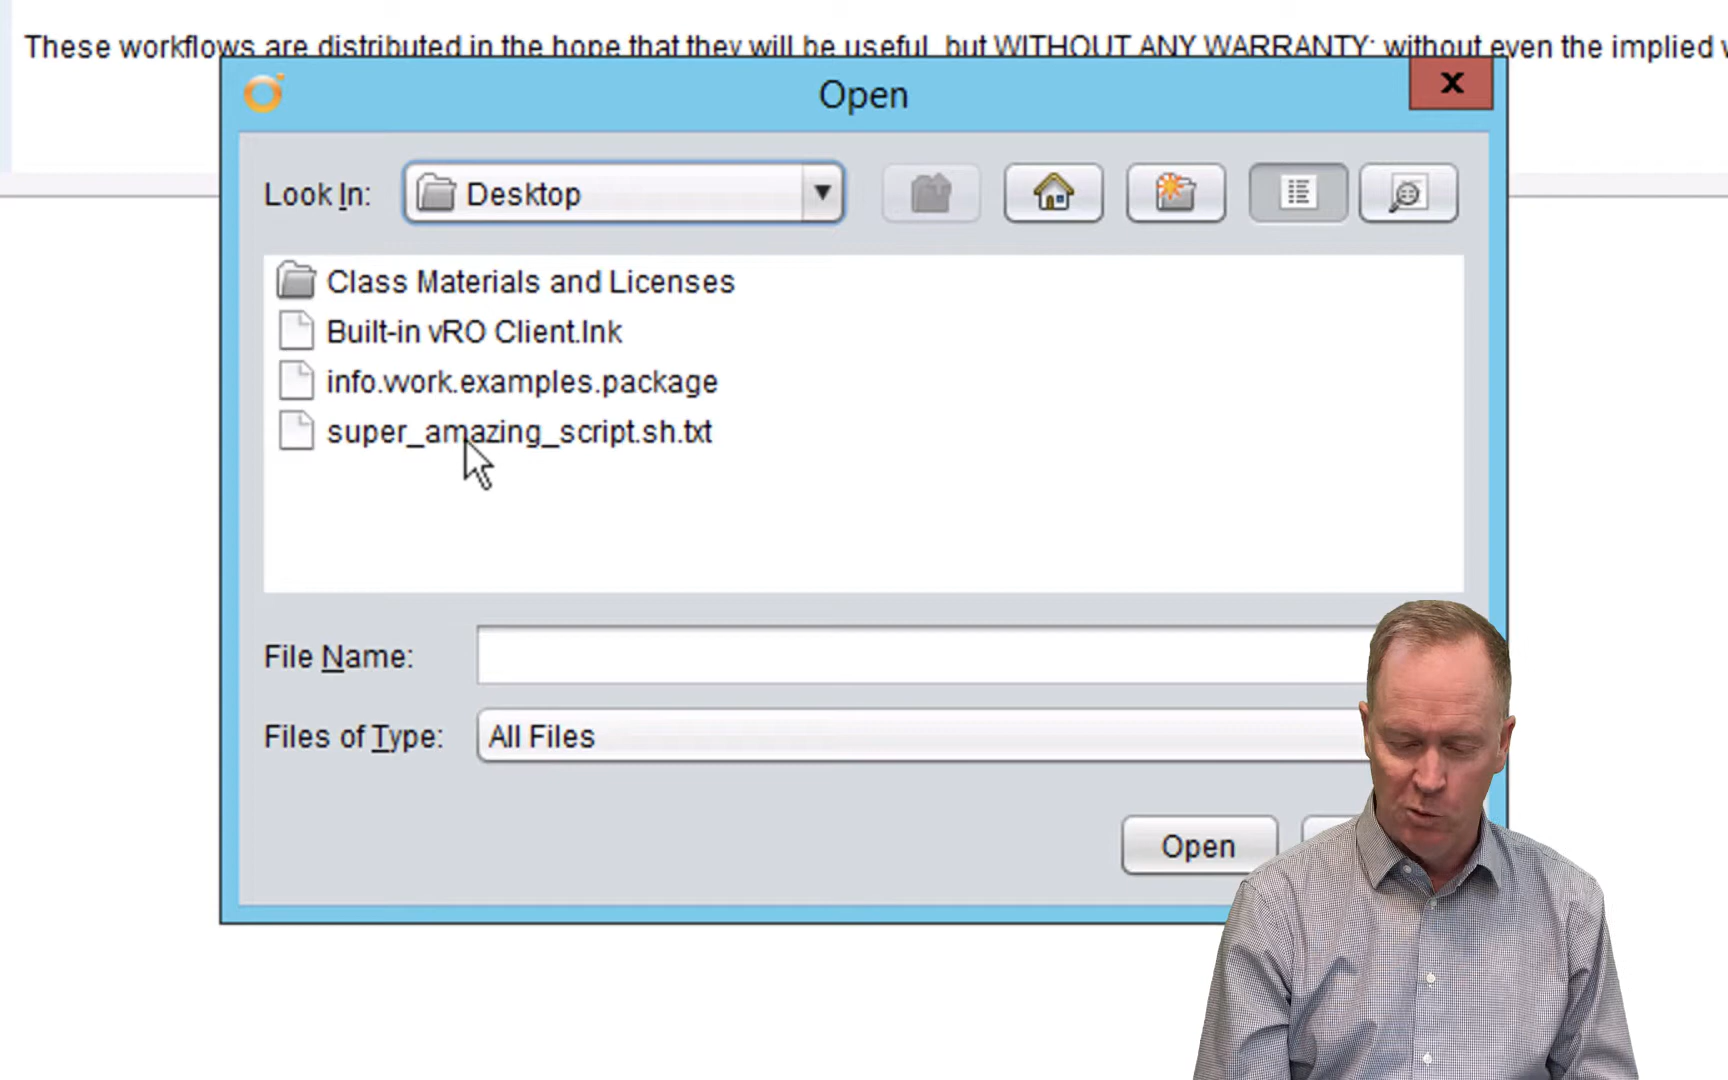 These workflows are distributed in the hope that they will be useful, but WITHOUT ANY WARRANTY; without even the implied
Open
Look In: Desktop
Class Materials and Licenses
Built-in vRO Client.lnk
info.vvork.examples.package
super_amazing_script.sh.txt
File Name:
Files of Type: All Files
Open